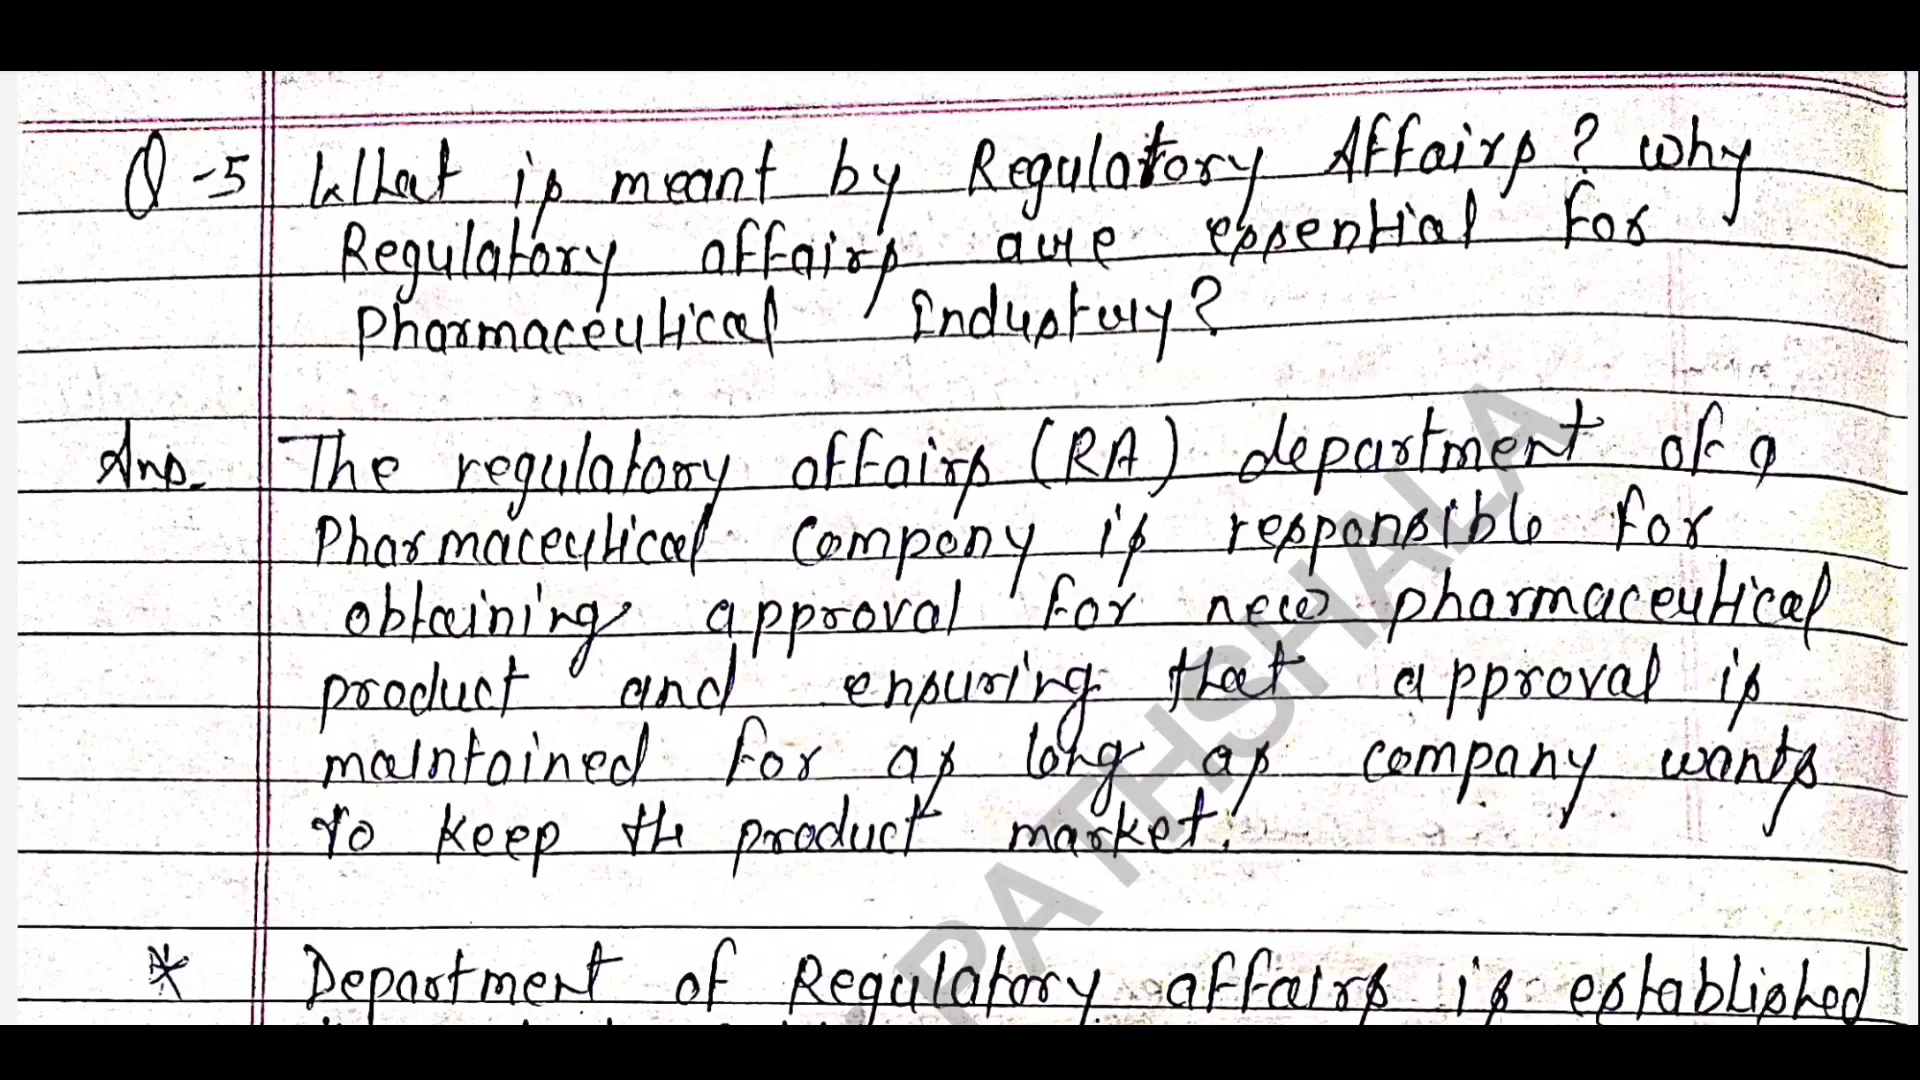 Q-5 What is meant by Regulatory Affairs? Why
Regulatory affairs are essential for
Pharmaceutical Industry?
Ans. The regulatory affairs (RA) department of a
Pharmaceutical Company is responsible for
obtaining approval for new pharmaceutical
product and ensuring that approval is
maintained for as long as company wants
to keep the product market.
* Department of Regulatory affairs is established
PATHSHALA